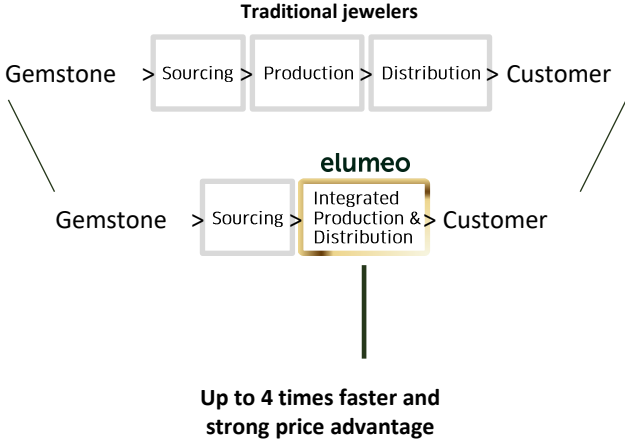 Traditional jewelers
Gemstone > Sourcing > Production > Distribution > Customer
elumeo
Gemstone > Sourcing > Integrated Production & Distribution > Customer
Up to 4 times faster and
strong price advantage